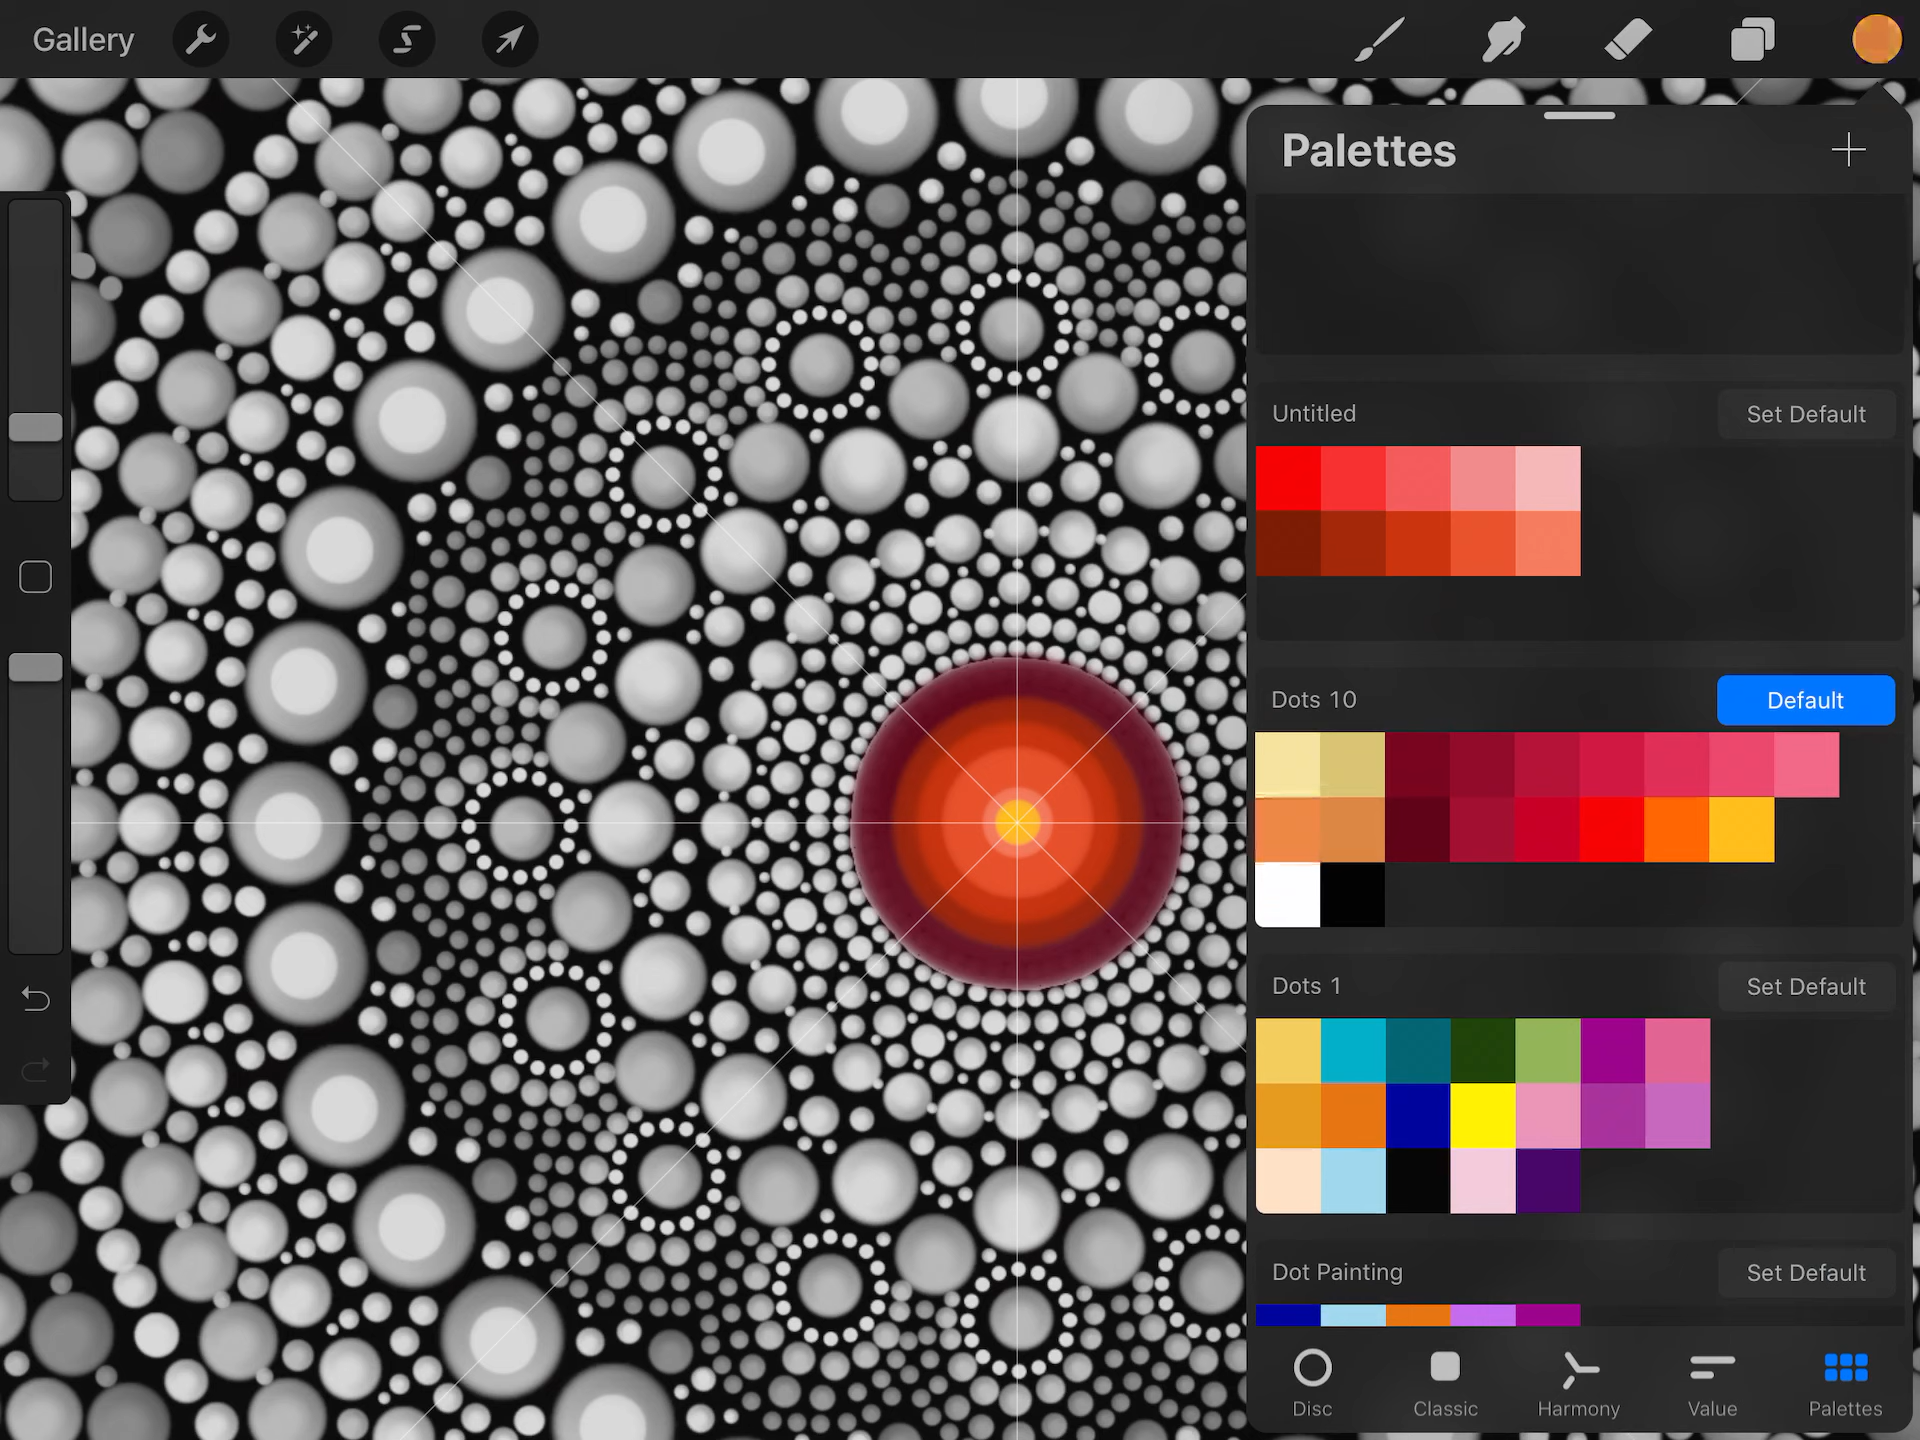 Gallery
Palettes
Untitled
Set Default
Dots 10
Default
Dots 1
Set Default
Dot Painting
Set Default
Disc
Classic
Harmony
Value
Palettes